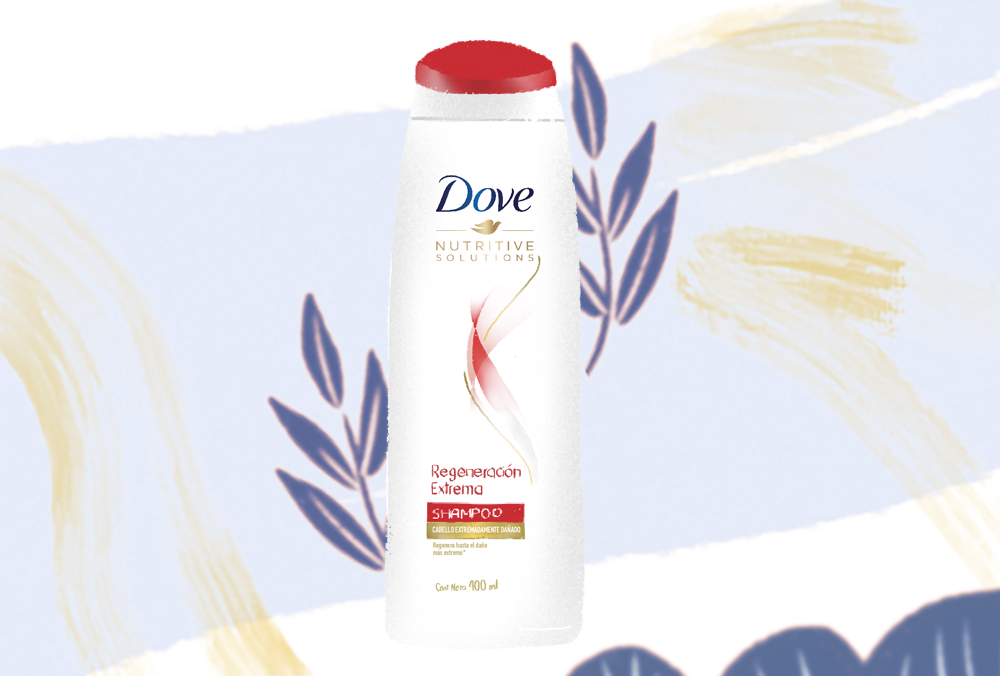 Dove
NUTRITIVE
SOLUTIONS
Regeneración
Extrema
SHAMPOO
CABELLO EXTREMADAMENTE DAÑADO
Regenera hasta el daño
más extremo*
Cont Neto 400 ml